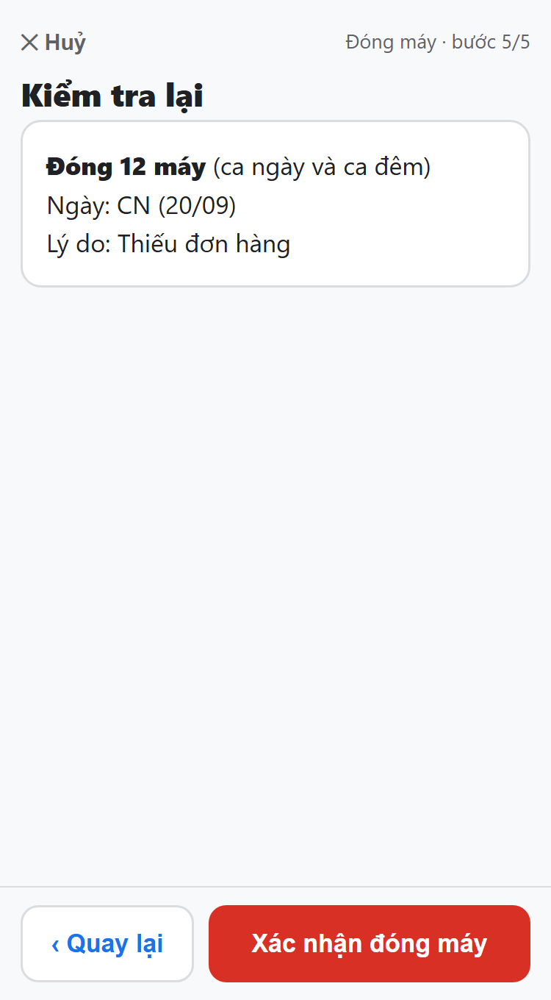 ✕ Huỷ
Đóng máy · bước 5/5
Kiểm tra lại
Đóng 12 máy (ca ngày và ca đêm)
Ngày: CN (20/09)
Lý do: Thiếu đơn hàng
‹ Quay lại
Xác nhận đóng máy